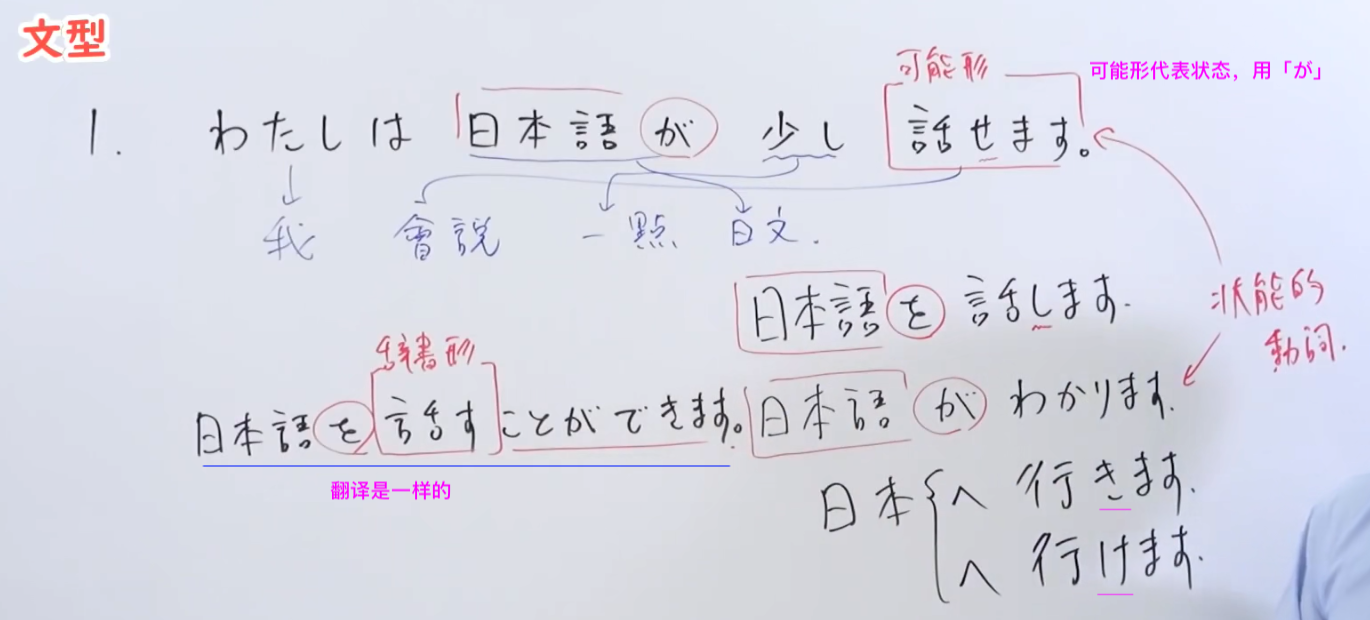 文型
可能形
可能形代表状态，用「が」
1. わたしは 日本語が 少し 話せます。
我 會説 一點 日文.
日本語を 話します.
状態的
動詞.
辞書形
日本語を話すことができます。
日本語が わかります.
翻译是一样的
日本 へ 行きます.
へ 行けます.